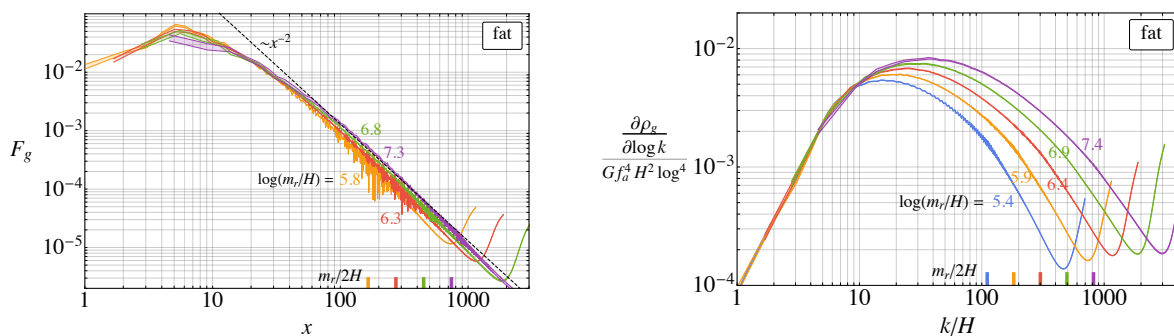 fat
~x⁻²
10⁻²
10⁻³
10⁻⁴
10⁻⁵
F_g
6.8
7.3
log(m_r/H) = 5.8
6.3
m_r/2H
1 10 100 1000
x
fat
10⁻²
10⁻³
10⁻⁴
∂ρ_g
∂log k
G f_a⁴ H² log⁴
7.4
6.9
6.4
5.9
log(m_r/H) = 5.4
m_r/2H
1 10 100 1000
k/H